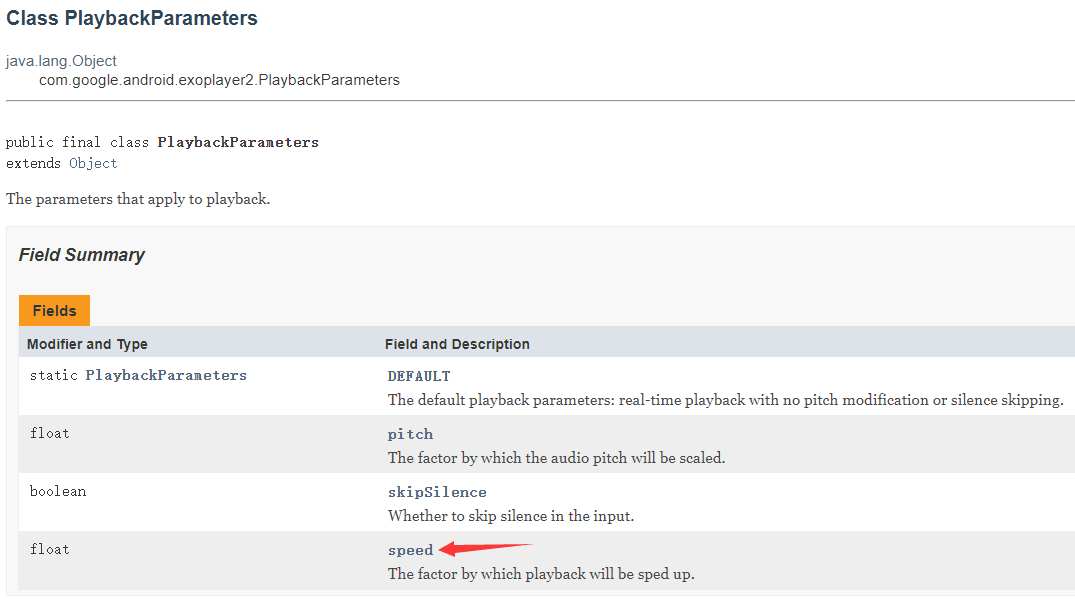 Class PlaybackParameters
java.lang.Object
com.google.android.exoplayer2.PlaybackParameters
public final class PlaybackParameters
extends Object
The parameters that apply to playback.
Field Summary
Fields
Modifier and Type Field and Description
static PlaybackParameters DEFAULT
The default playback parameters: real-time playback with no pitch modification or silence skipping.
float pitch
The factor by which the audio pitch will be scaled.
boolean skipSilence
Whether to skip silence in the input.
float speed
The factor by which playback will be sped up.